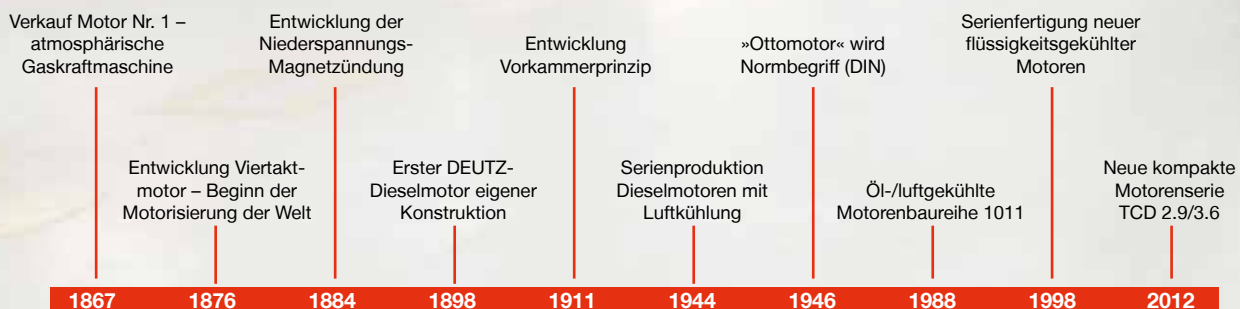 Verkauf Motor Nr. 1 –
atmosphärische
Gaskraftmaschine
Entwicklung der
Niederspannungs-
Magnetzündung
Entwicklung
Vorkammerprinzip
»Ottomotor« wird
Normbegriff (DIN)
Serienfertigung neuer
flüssigkeitsgekühlter
Motoren
Entwicklung Viertakt-
motor – Beginn der
Motorisierung der Welt
Erster DEUTZ-
Dieselmotor eigener
Konstruktion
Serienproduktion
Dieselmotoren mit
Luftkühlung
Öl-/luftgekühlte
Motorenbaureihe 1011
Neue kompakte
Motorenserie
TCD 2.9/3.6
1867 1876 1884 1898 1911 1944 1946 1988 1998 2012